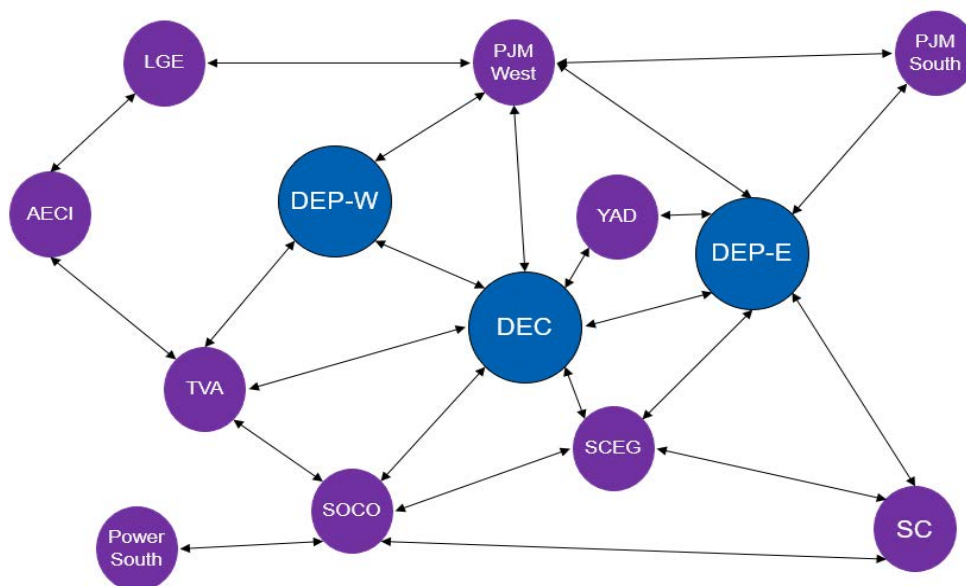 LGE
PJM
West
PJM
South
DEP-W
AECI
YAD
DEP-E
DEC
TVA
SCEG
SOCO
SC
Power
South